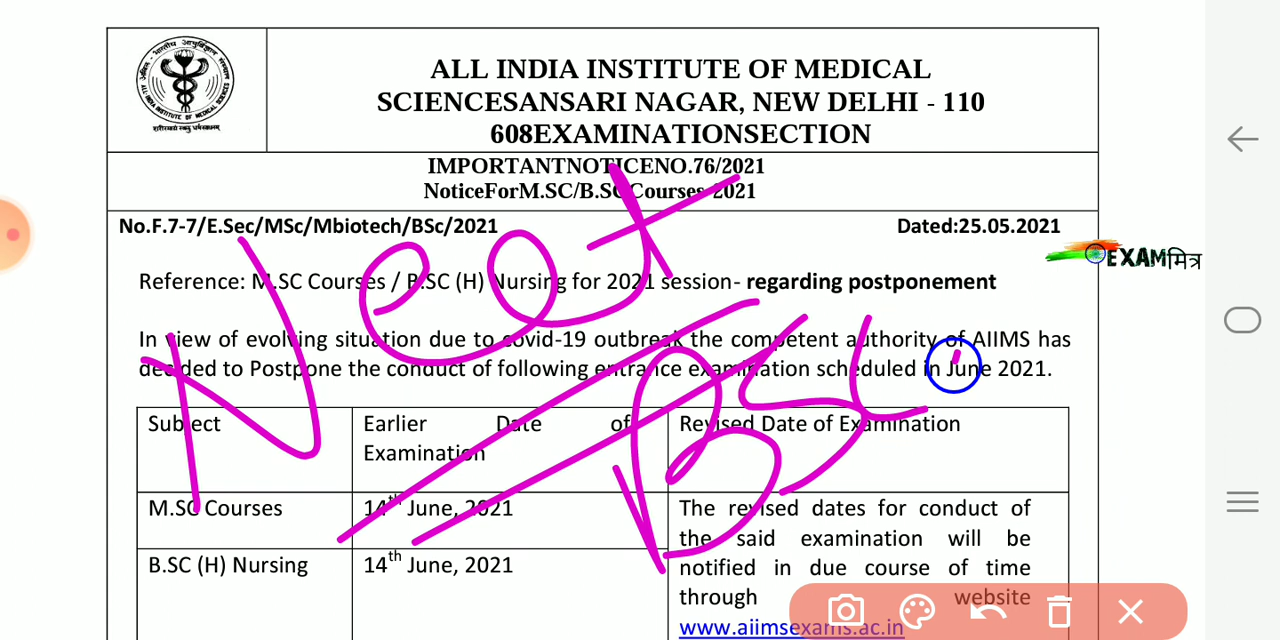 ALL INDIA INSTITUTE OF MEDICAL
SCIENCESANSARI NAGAR, NEW DELHI - 110
608EXAMINATIONSECTION
IMPORTANTNOTICENO.76/2021
NoticeForM.SC/B.SCCourses-2021
No.F.7-7/E.Sec/MSc/Mbiotech/BSc/2021 Dated:25.05.2021
EXAMमित्र
Reference: M.SC Courses / B.SC (H) Nursing for 2021 session- regarding postponement
In view of evolving situation due to covid-19 outbreak the competent authority of AIIMS has
decided to Postpone the conduct of following entrance examination scheduled in June 2021.
Neet
BSC
Subject Earlier Date of Examination Revised Date of Examination
M.SC Courses 14th June, 2021
B.SC (H) Nursing 14th June, 2021
The revised dates for conduct of
the said examination will be
notified in due course of time
through website
www.aiimsexams.ac.in